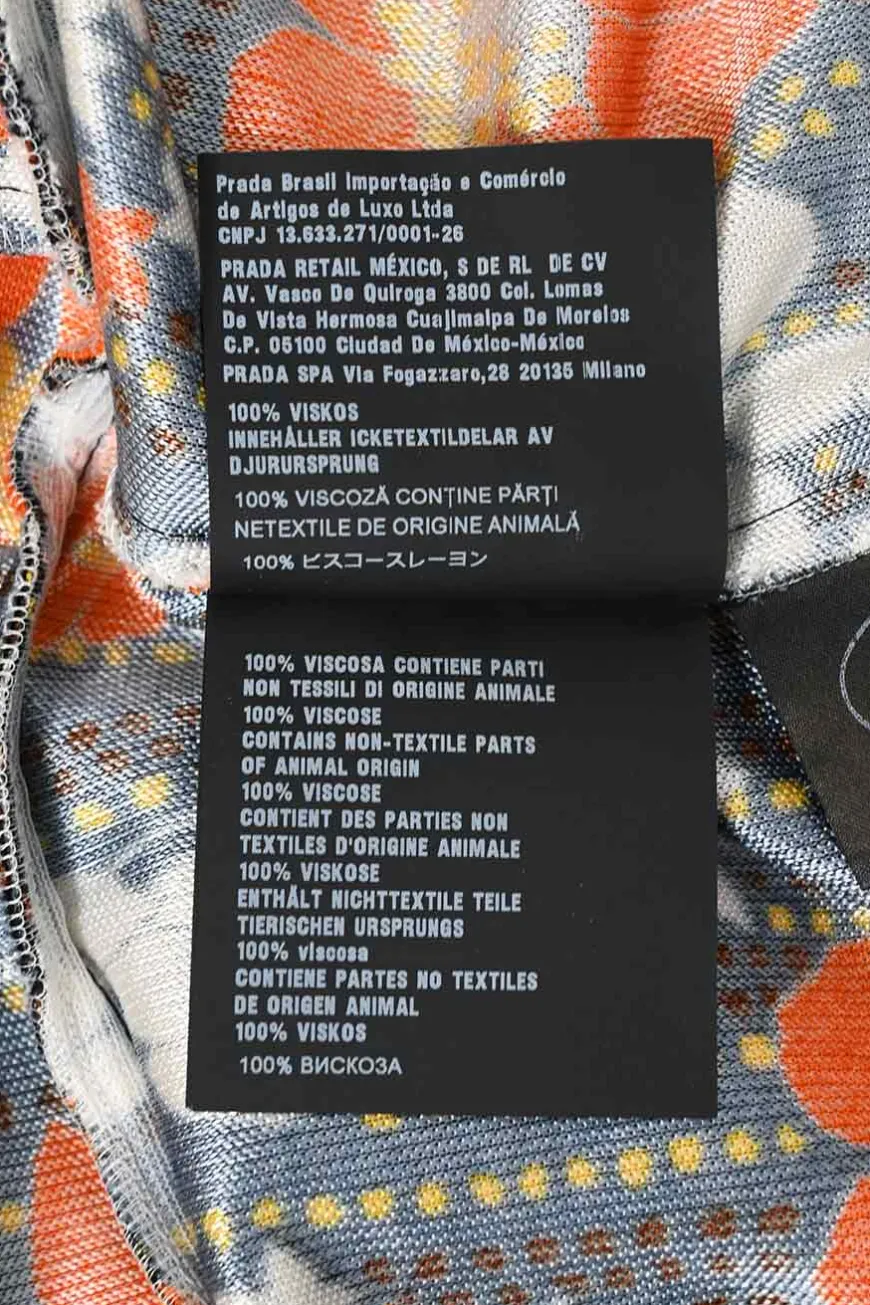 Prada Brasil Importação e Comércio
de Artigos de Luxo Ltda
CNPJ 13.633.271/0001-26
PRADA RETAIL MÉXICO, S DE RL DE CV
AV. Vasco De Quiroga 3800 Col. Lomas
De Vista Hermosa Cuajimalpa De Morelos
C.P. 05100 Ciudad De México-México
PRADA SPA Via Fogazzaro,28 20135 Milano
100% VISKOS
INNEHÅLLER ICKETEXTILDELAR AV
DJURURSPRUNG
100% VISCOZĂ CONȚINE PĂRȚI
NETEXTILE DE ORIGINE ANIMALĂ
100% ビスコースレーヨン
100% VISCOSA CONTIENE PARTI
NON TESSILI DI ORIGINE ANIMALE
100% VISCOSE
CONTAINS NON-TEXTILE PARTS
OF ANIMAL ORIGIN
100% VISCOSE
CONTIENT DES PARTIES NON
TEXTILES D'ORIGINE ANIMALE
100% VISKOSE
ENTHÄLT NICHTTEXTILE TEILE
TIERISCHEN URSPRUNGS
100% viscosa
CONTIENE PARTES NO TEXTILES
DE ORIGEN ANIMAL
100% VISKOS
100% ВИСКОЗА